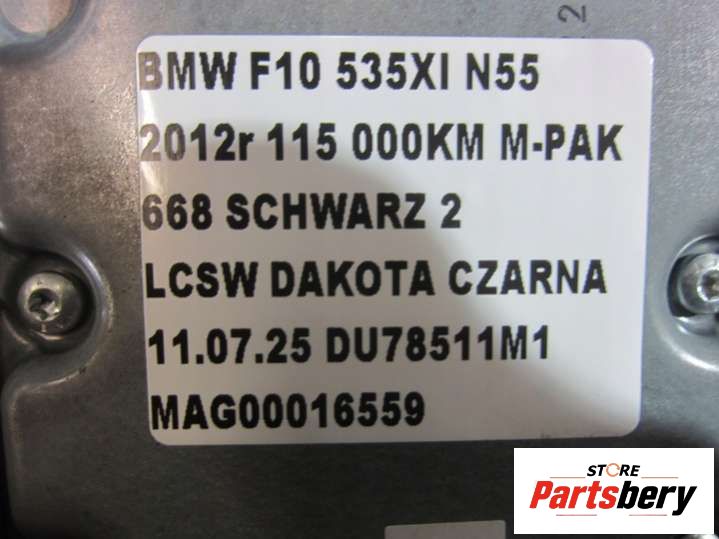 BMW F10 535XI N55
2012r 115 000KM M-PAK
668 SCHWARZ 2
LCSW DAKOTA CZARNA
11.07.25 DU78511M1
MAG00016559
STORE
Partsbery